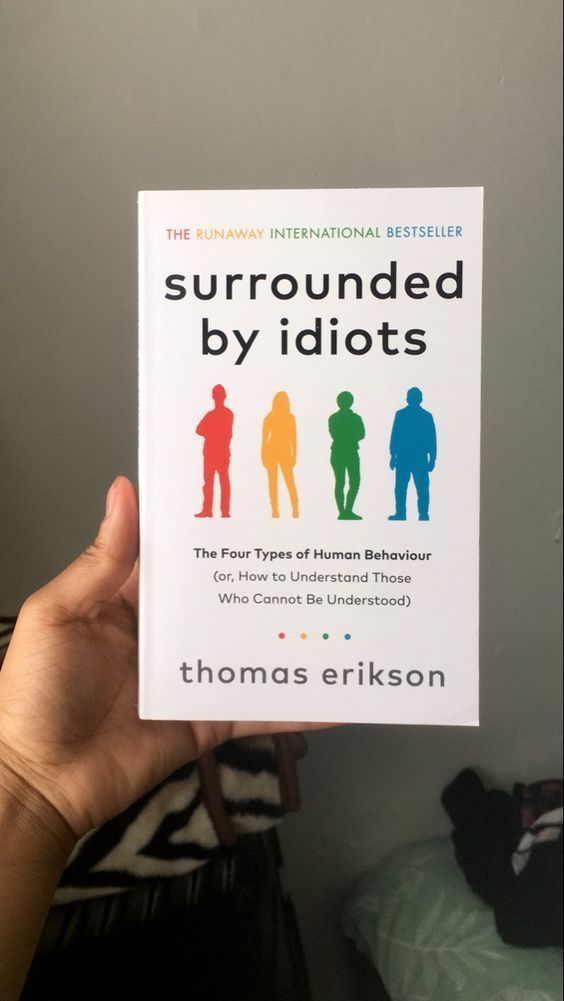 THE RUNAWAY INTERNATIONAL BESTSELLER
surrounded
by idiots
The Four Types of Human Behaviour
(or, How to Understand Those
Who Cannot Be Understood)
thomas erikson